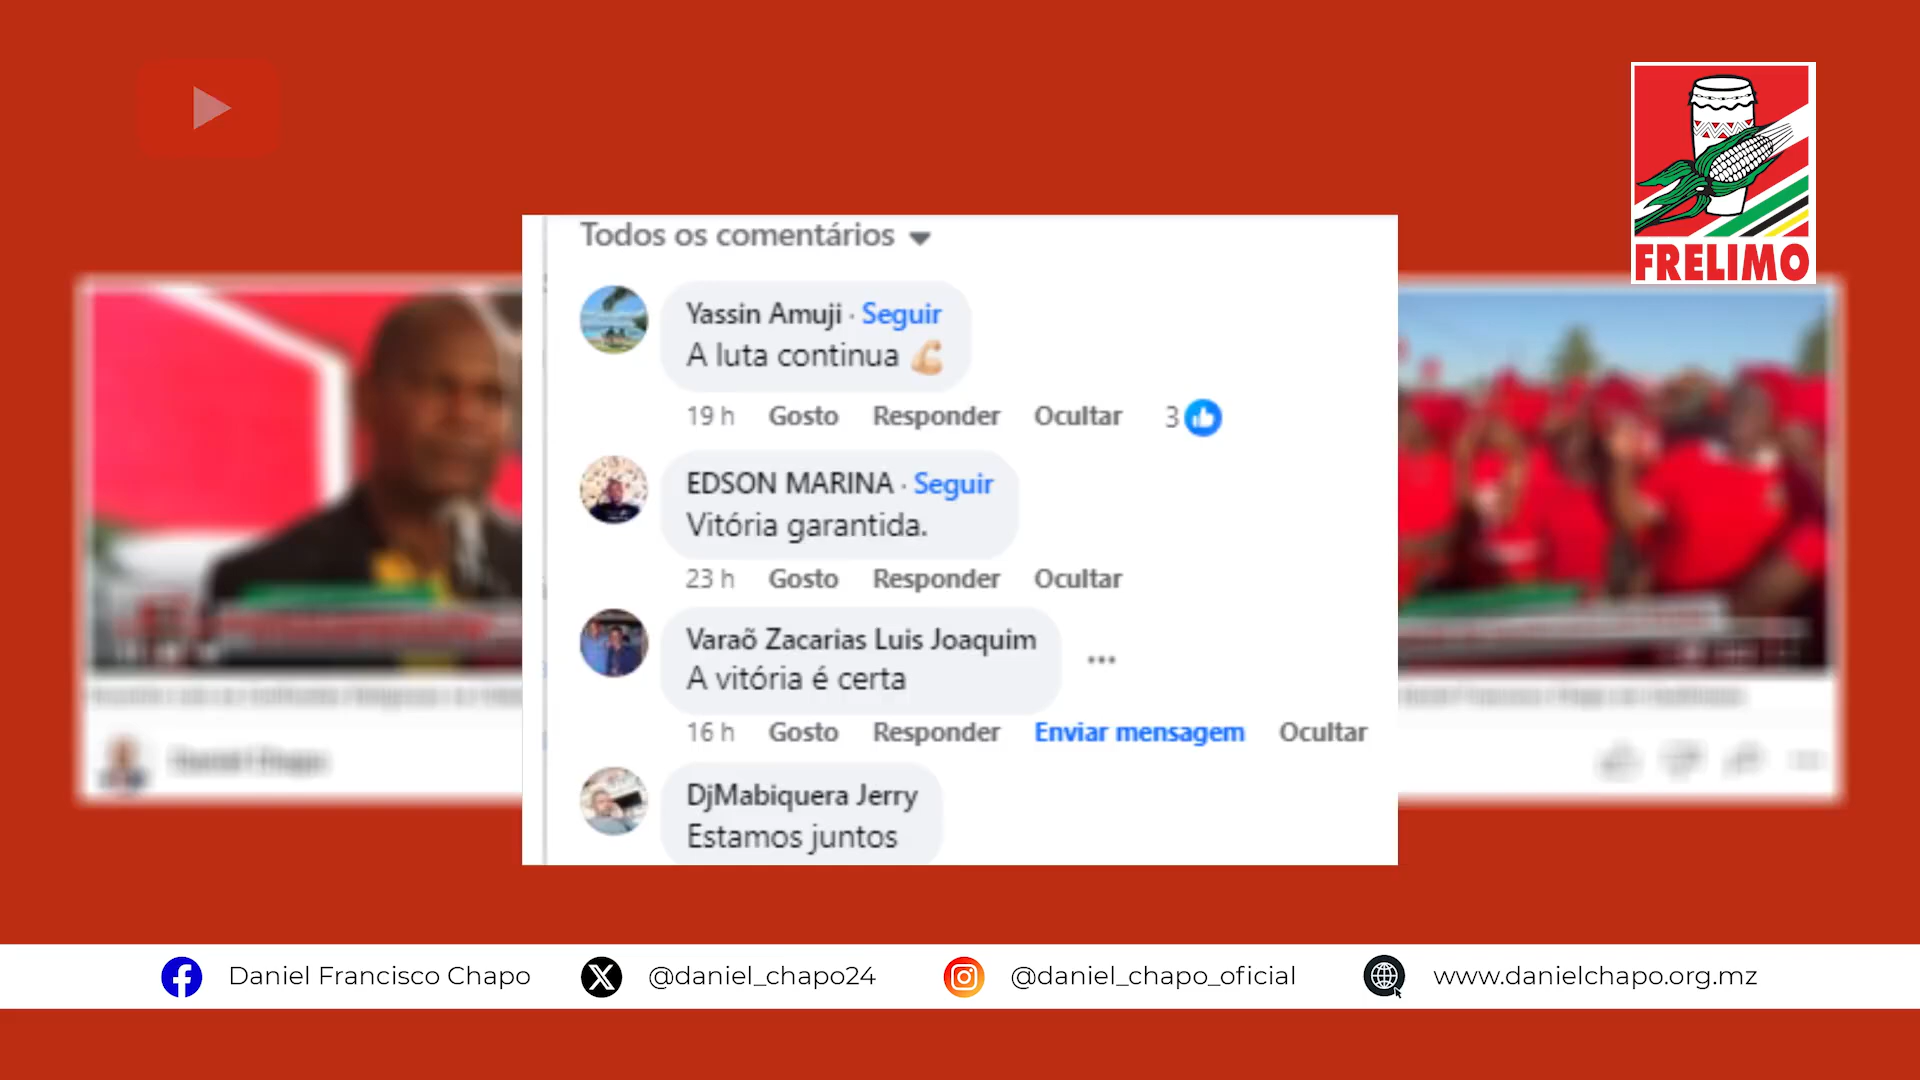 FRELIMO
Todos os comentários
Yassin Amuji · Seguir
A luta continua 💪🏼
19 h Gosto Responder Ocultar 3
EDSON MARINA · Seguir
Vitória garantida.
23 h Gosto Responder Ocultar
Varaõ Zacarias Luis Joaquim
A vitória é certa
16 h Gosto Responder Enviar mensagem Ocultar
DjMabiquera Jerry
Estamos juntos
Daniel Chapo
Daniel Francisco Chapo @daniel_chapo24 @daniel_chapo_oficial www.danielchapo.org.mz